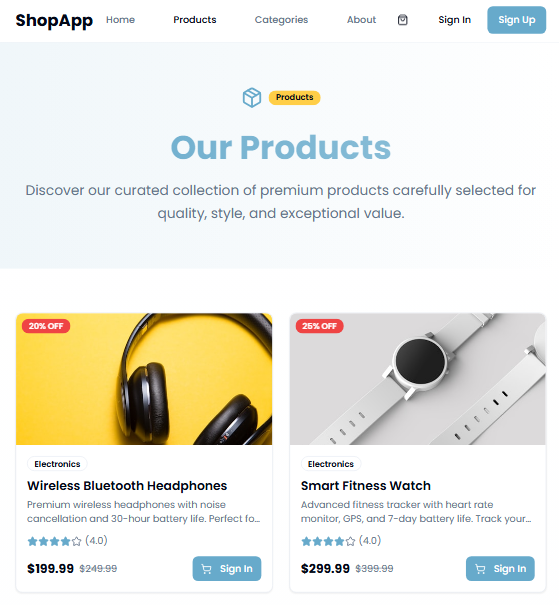 ShopApp Home Products Categories About Sign In Sign Up
Products
Our Products
Discover our curated collection of premium products carefully selected for
quality, style, and exceptional value.
20% OFF
Electronics
Wireless Bluetooth Headphones
Premium wireless headphones with noise
cancellation and 30-hour battery life. Perfect fo...
(4.0)
$199.99 $249.99 Sign In
25% OFF
Electronics
Smart Fitness Watch
Advanced fitness tracker with heart rate
monitor, GPS, and 7-day battery life. Track your...
(4.0)
$299.99 $399.99 Sign In